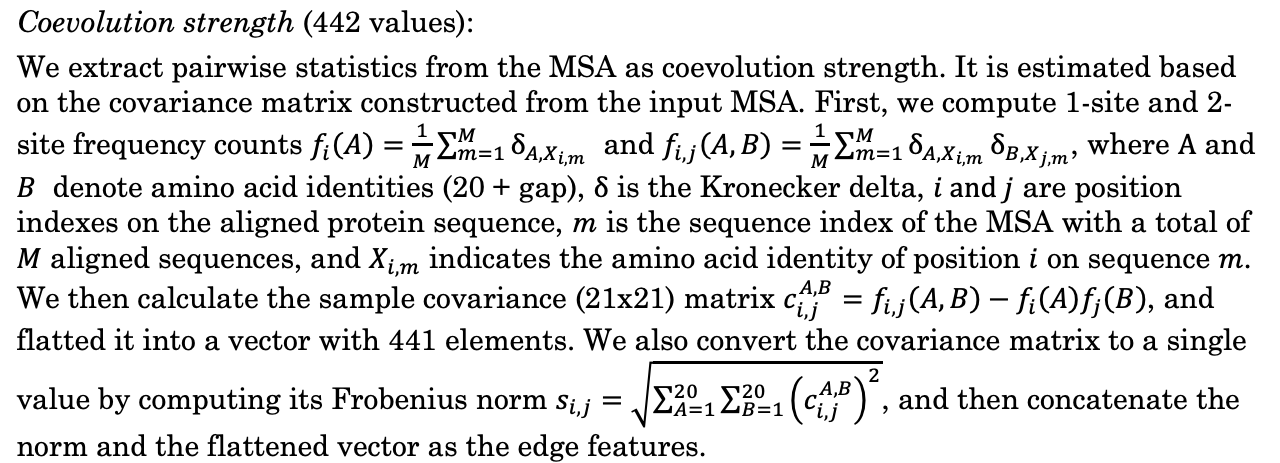 Coevolution strength (442 values):
We extract pairwise statistics from the MSA as coevolution strength. It is estimated based
on the covariance matrix constructed from the input MSA. First, we compute 1-site and 2-
site frequency counts f_i(A) = \frac{1}{M} \sum_{m=1}^{M} δ_{A,X_{i,m}} and f_{i,j}(A, B) = \frac{1}{M} \sum_{m=1}^{M} δ_{A,X_{i,m}} δ_{B,X_{j,m}}, where A and
B denote amino acid identities (20 + gap), δ is the Kronecker delta, i and j are position
indexes on the aligned protein sequence, m is the sequence index of the MSA with a total of
M aligned sequences, and X_{i,m} indicates the amino acid identity of position i on sequence m.
We then calculate the sample covariance (21x21) matrix c_{i,j}^{A,B} = f_{i,j}(A, B) − f_i(A)f_j(B), and
flatted it into a vector with 441 elements. We also convert the covariance matrix to a single
value by computing its Frobenius norm s_{i,j} = \sqrt{\sum_{A=1}^{20} \sum_{B=1}^{20} (c_{i,j}^{A,B})^2}, and then concatenate the
norm and the flattened vector as the edge features.